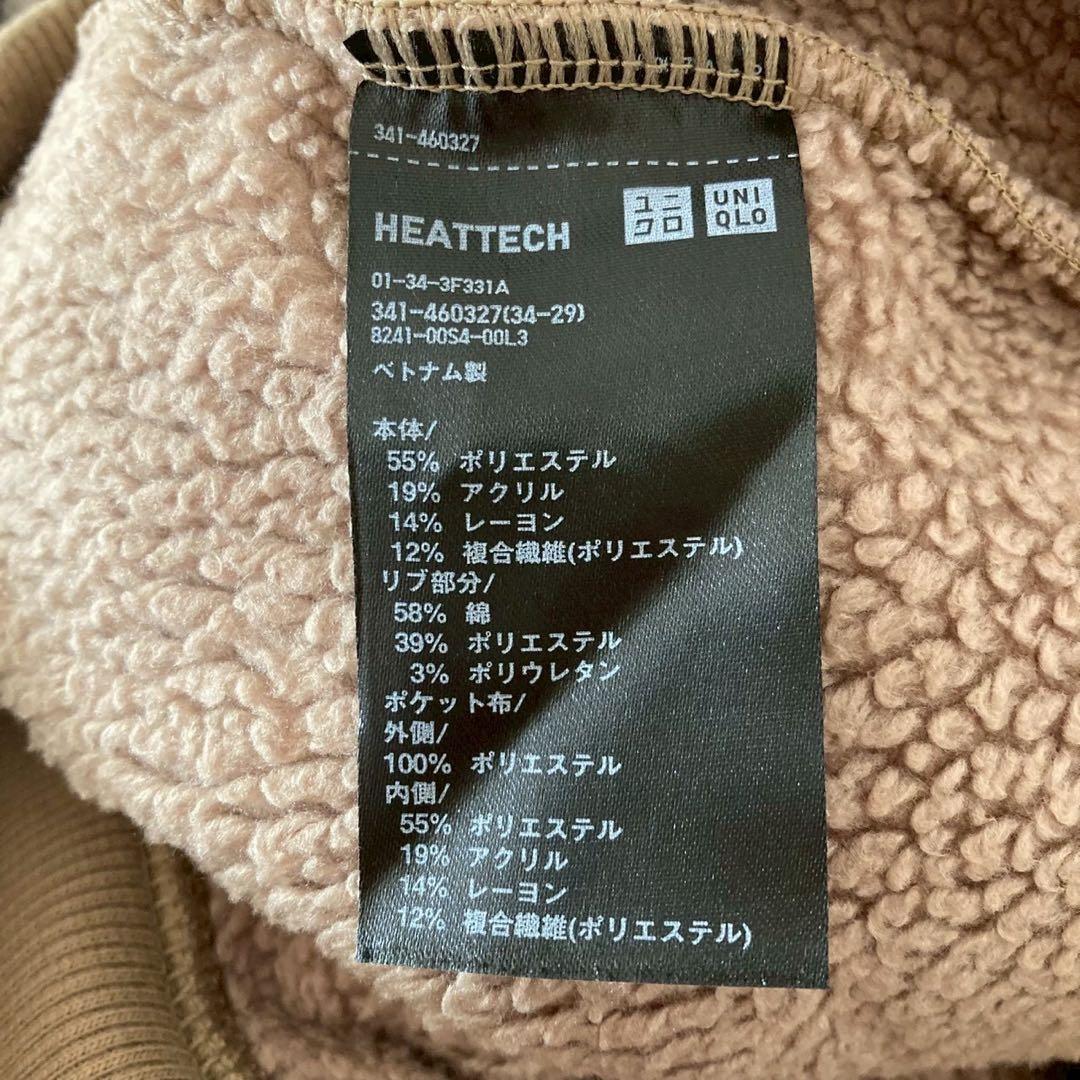 341-460327
HEATTECH
ユニ
クロ
UNI
QLO
01-34-3F331A
341-460327(34-29)
8241-00S4-00L3
ベトナム製
本体/
55% ポリエステル
19% アクリル
14% レーヨン
12% 複合繊維(ポリエステル)
リブ部分/
58% 綿
39% ポリエステル
3% ポリウレタン
ポケット布/
外側/
100% ポリエステル
内側/
55% ポリエステル
19% アクリル
14% レーヨン
12% 複合繊維(ポリエステル)